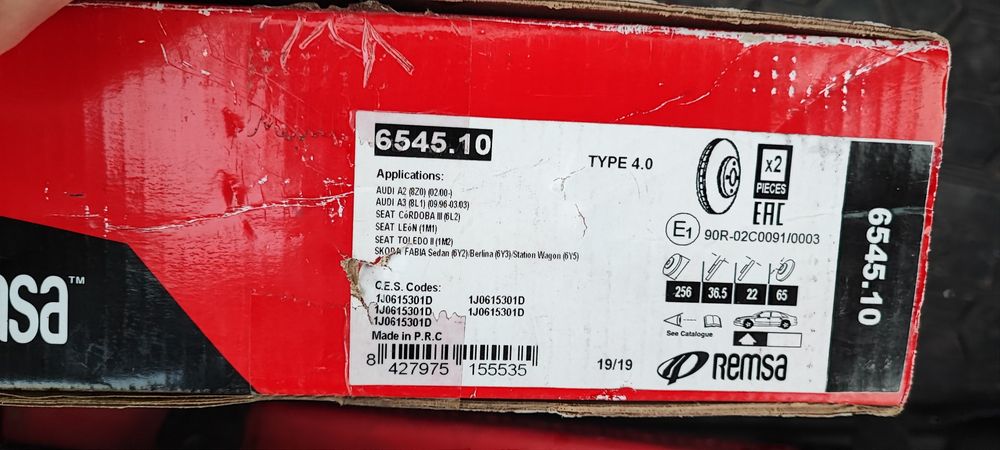 6545.10
TYPE 4.0
x2
PIECES
Applications:
AUDI A2 (8Z0) (02.00-)
AUDI A3 (8L1) (09.96-03.03)
SEAT CóRDOBA III (6L2)
SEAT LEóN (1M1)
SEAT TOLEDO II (1M2)
SKODA FABIA Sedan (6Y2)/Berlina (6Y3)/Station Wagon (6Y5)
EAC
E1 90R-02C0091/0003
256 36.5 22 65
C.E.S. Codes:
1J0615301D 1J0615301D
1J0615301D 1J0615301D
1J0615301D
Made in P.R.C
See Catalogue
8 427975 155535
19/19
REMSA
6545.10
msa™